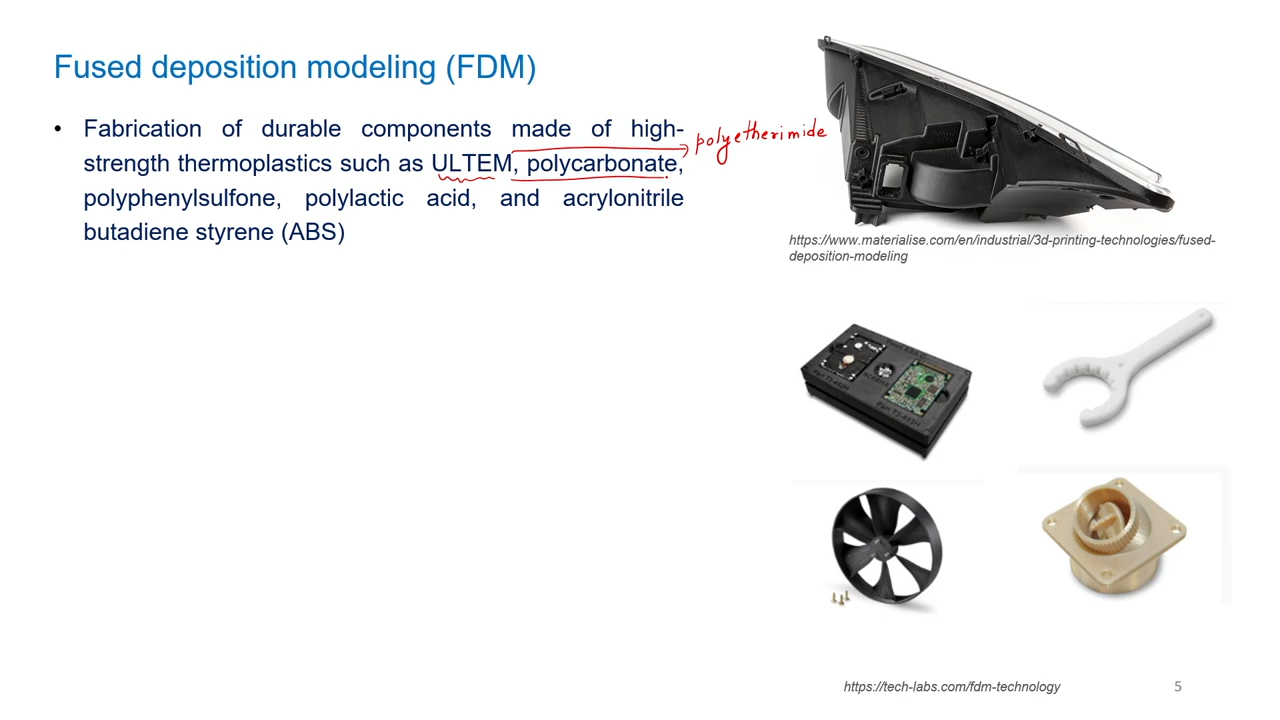 Fused deposition modeling (FDM)
• Fabrication of durable components made of high-
strength thermoplastics such as ULTEM, polycarbonate,
polyphenylsulfone, polylactic acid, and acrylonitrile
butadiene styrene (ABS)
polyetherimide
https://www.materialise.com/en/industrial/3d-printing-technologies/fused-
deposition-modeling
https://tech-labs.com/fdm-technology
5